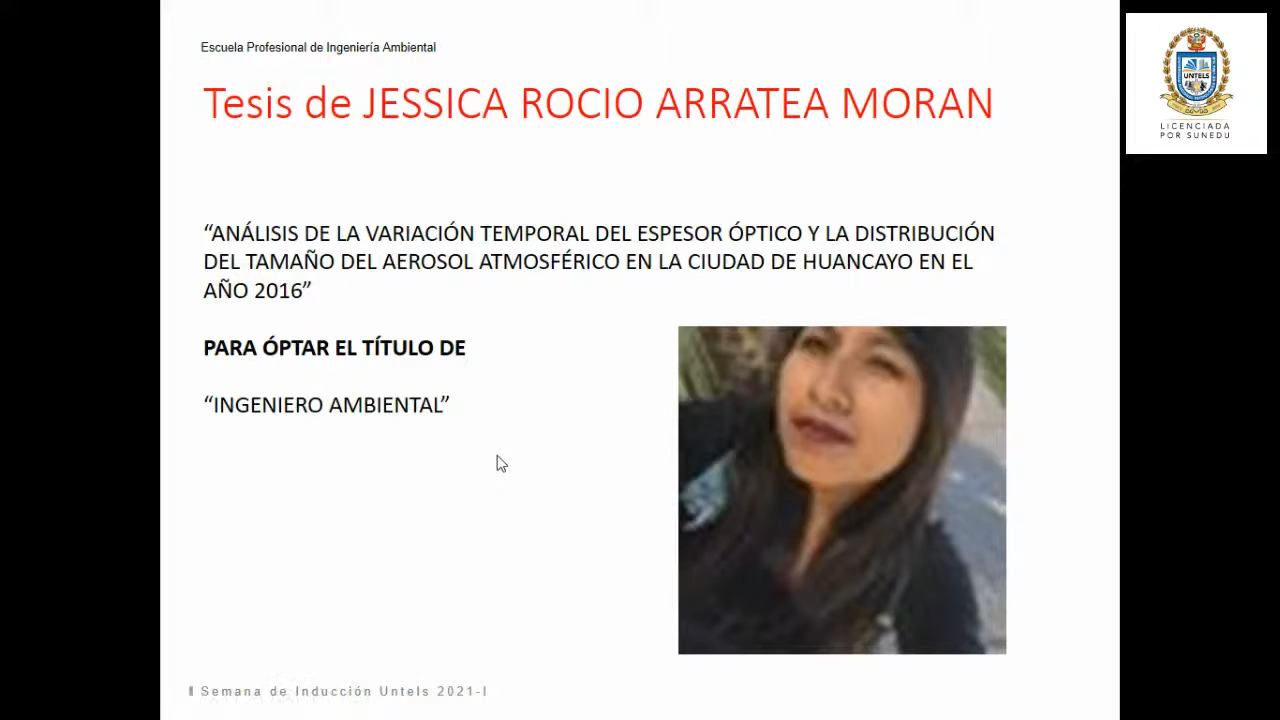 Escuela Profesional de Ingeniería Ambiental
Tesis de JESSICA ROCIO ARRATEA MORAN
“ANÁLISIS DE LA VARIACIÓN TEMPORAL DEL ESPESOR ÓPTICO Y LA DISTRIBUCIÓN
DEL TAMAÑO DEL AEROSOL ATMOSFÉRICO EN LA CIUDAD DE HUANCAYO EN EL
AÑO 2016”
PARA ÓPTAR EL TÍTULO DE
“INGENIERO AMBIENTAL”
Semana de Inducción Untels 2021-I
UNTELS
LICENCIADA
POR SUNEDU